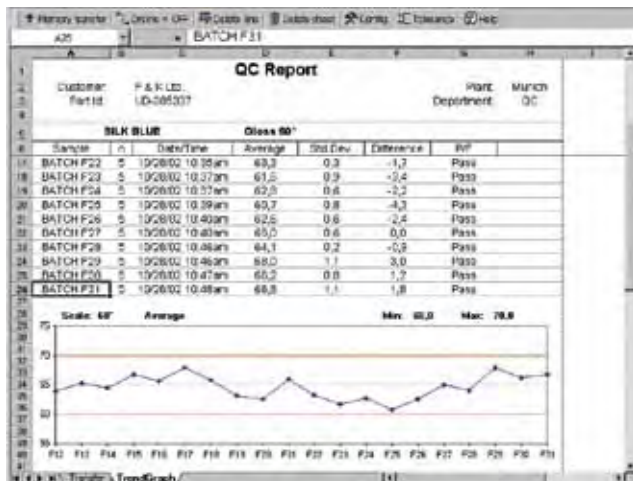 Memory transfer Online = OFF Delete line Delete sheet Config. Tolerance Help
A26 BATCH F31
A B C D E F G H I
QC Report
Customer: Plant: Munich
Part Id: Department: QC
SILK BLUE Gloss 60°
Sample n Date/Time Average Std.Dev. Difference P/F
BATCH F22 5 10/28/02 10:35am 63,3 0,3 -1,7 Pass
BATCH F23 5 10/28/02 10:37am 61,6 0,9 -3,4 Pass
BATCH F24 5 10/28/02 10:37am 62,8 0,6 -2,2 Pass
BATCH F25 5 10/28/02 10:39am 60,7 0,8 -4,3 Pass
BATCH F26 5 10/28/02 10:40am 62,6 0,6 -2,4 Pass
BATCH F27 5 10/28/02 10:40am 65,0 0,6 0,0 Pass
BATCH F28 5 10/28/02 10:46am 64,1 0,2 -0,9 Pass
BATCH F29 5 10/28/02 10:46am 68,0 1,1 3,0 Pass
BATCH F30 5 10/28/02 10:47am 66,2 0,8 Pass
BATCH F31 5 10/28/02 10:48am 66,8 1,1 1,8 Pass
Scale: 60° Average Min: 60,0 Max: 70,0
75
70
65
60
55
F12 F13 F14 F15 F16 F17 F18 F19 F20 F21 F22 F23 F24 F25 F26 F27 F28 F29 F30 F31
Transfer TrendGraph